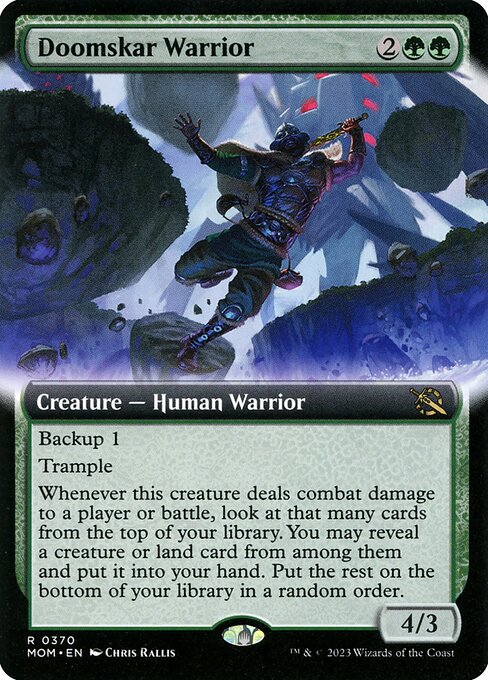 Doomskar Warrior 2
Creature — Human Warrior
Backup 1
Trample
Whenever this creature deals combat damage
to a player or battle, look at that many cards
from the top of your library. You may reveal
a creature or land card from among them
and put it into your hand. Put the rest on the
bottom of your library in a random order.
4/3
R 0370
MOM • EN Chris Rallis ™ & © 2023 Wizards of the Coast